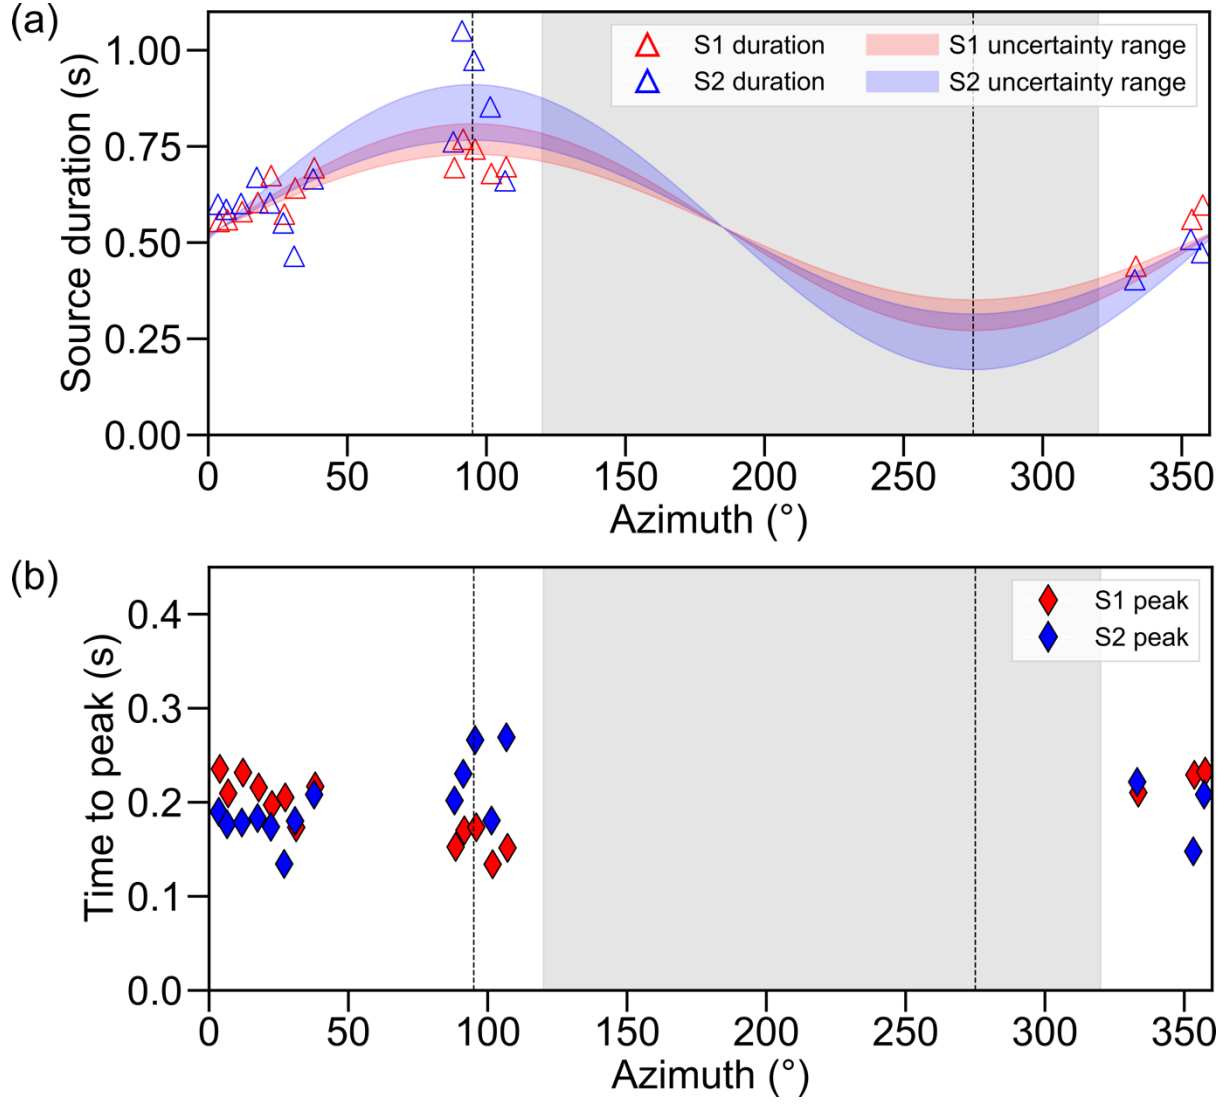 (a)
Source duration (s)
1.00
0.75
0.50
0.25
0.00
S1 duration S1 uncertainty range
S2 duration S2 uncertainty range
0 50 100 150 200 250 300 350
Azimuth (°)
(b)
Time to peak (s)
0.4
0.3
0.2
0.1
0.0
S1 peak
S2 peak
0 50 100 150 200 250 300 350
Azimuth (°)